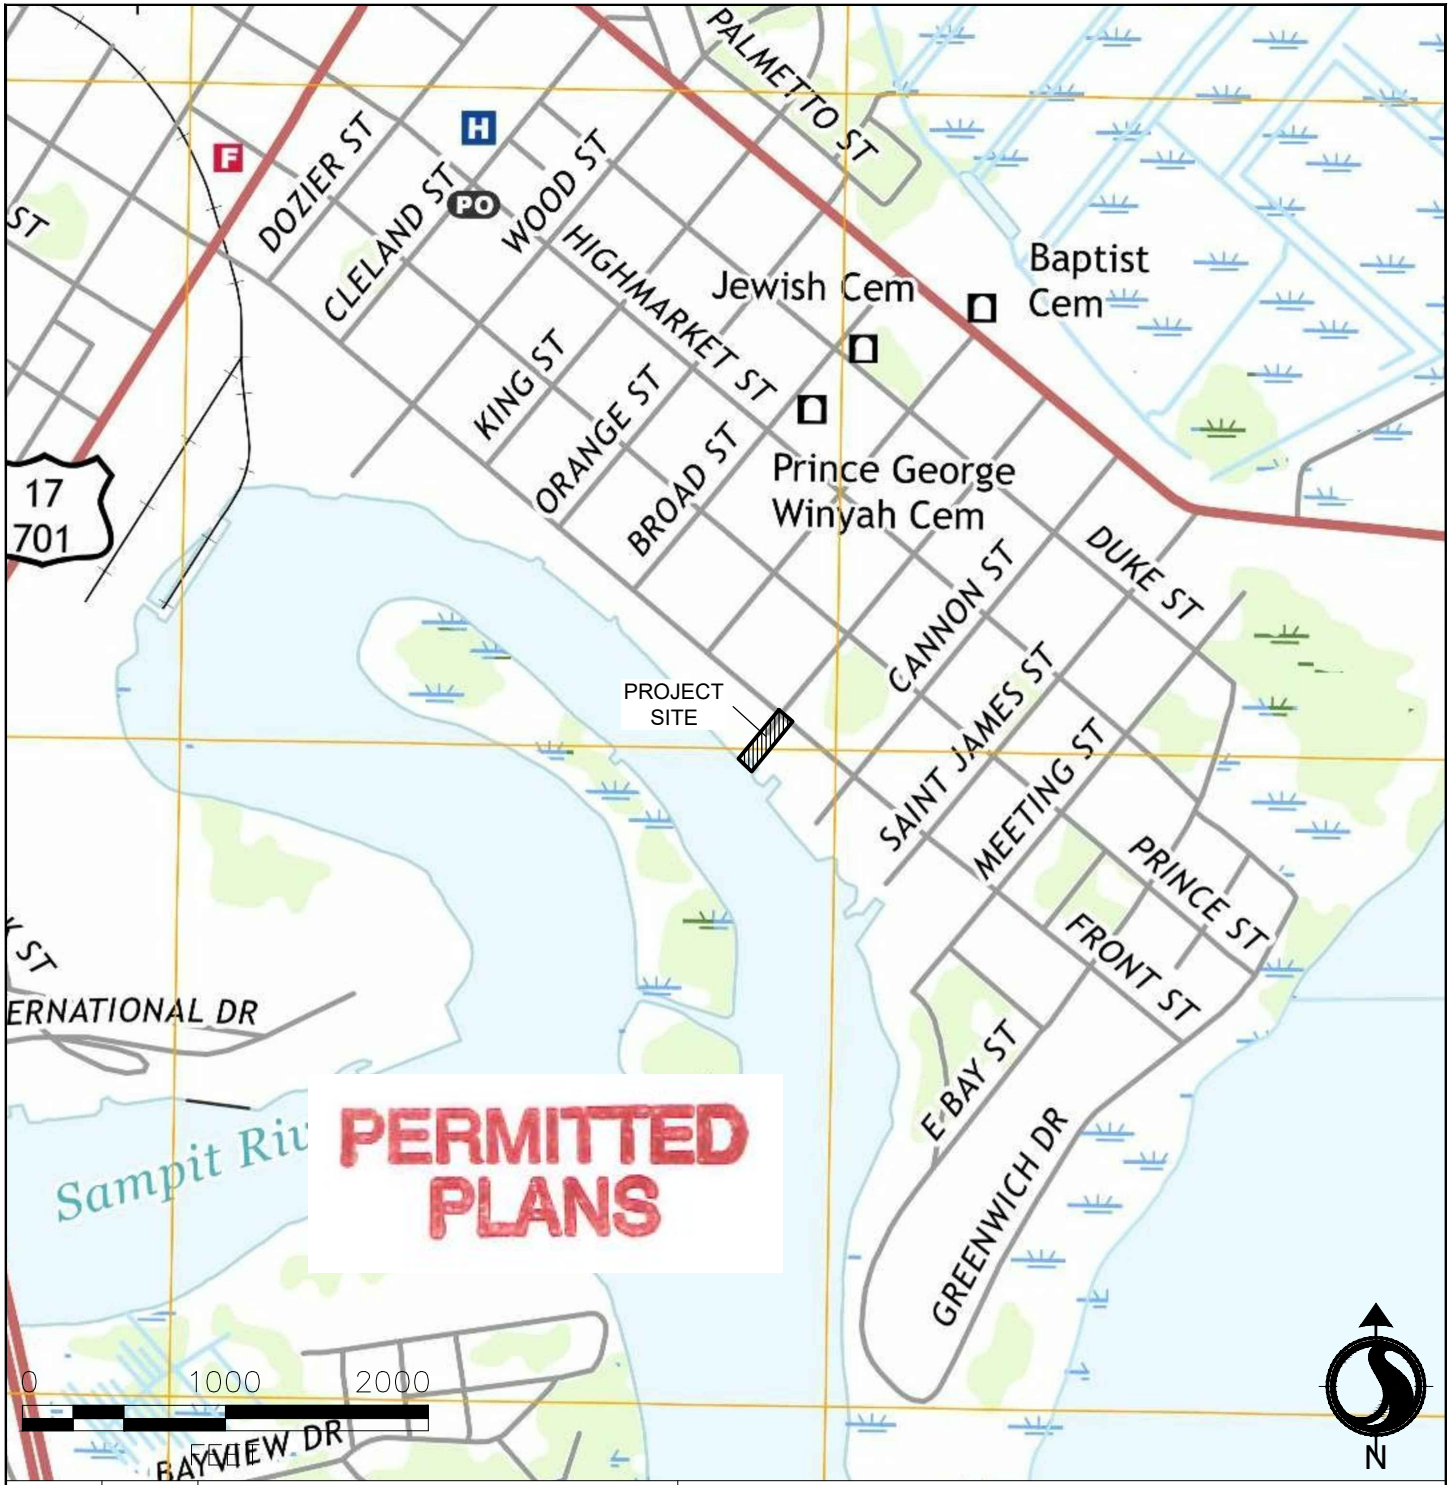 PALMETTO ST
H
F
DOZIER ST
PO
CLELAND ST
WOOD ST
ST
HIGHMARKET ST
Jewish Cem
Baptist
Cem
KING ST
ORANGE ST
BROAD ST
Prince George
Winyah Cem
17
701
DUKE ST
CANNON ST
PROJECT
SITE
SAINT JAMES ST
MEETING ST
PRINCE ST
FRONT ST
K ST
ERNATIONAL DR
E BAY ST
GREENWICH DR
Sampit Riv
PERMITTED
PLANS
0 1000 2000
FEET
BAYVIEW DR
N